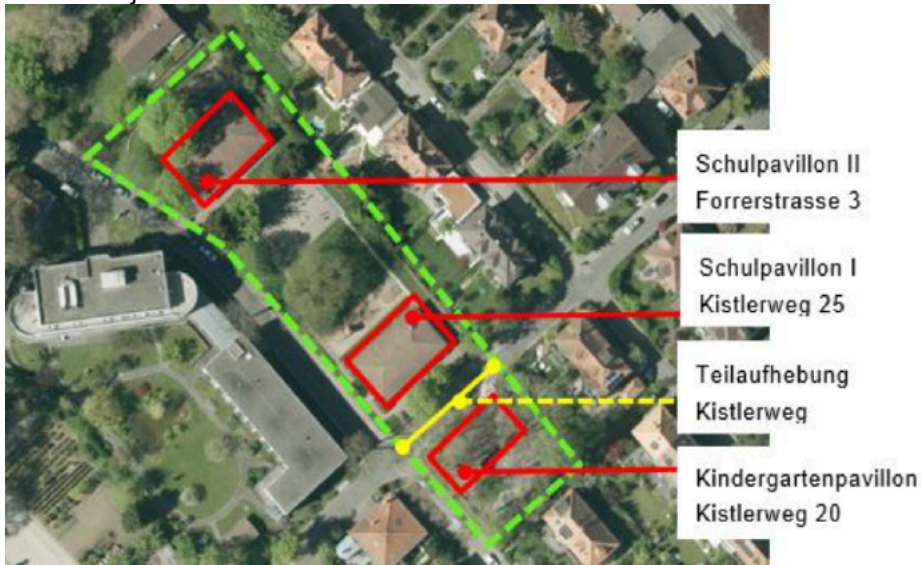 Schulpavillon II
Forrerstrasse 3
Schulpavillon I
Kistlerweg 25
Teilaufhebung
Kistlerweg
Kindergartenpavillon
Kistlerweg 20